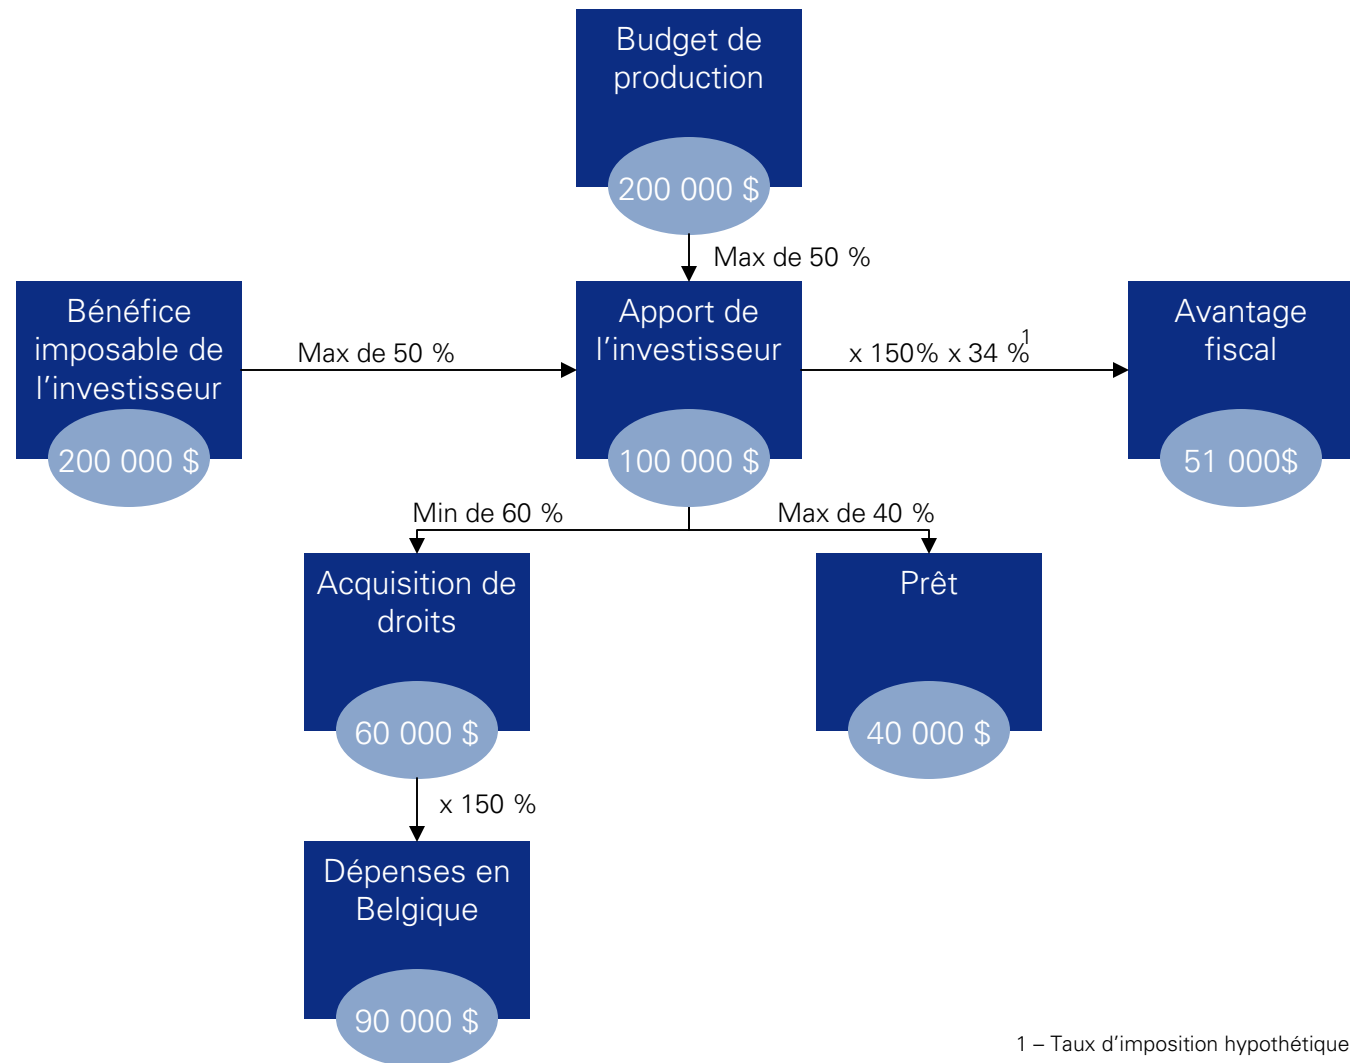 Budget de
production
200 000 $
Max de 50 %
Bénéfice
imposable de
l'investisseur
200 000 $
Max de 50 %
Apport de
l'investisseur
100 000 $
x 150% x 34 %¹
Avantage
fiscal
51 000$
Min de 60 %
Max de 40 %
Acquisition de
droits
60 000 $
Prêt
40 000 $
x 150 %
Dépenses en
Belgique
90 000 $
1 – Taux d'imposition hypothétique